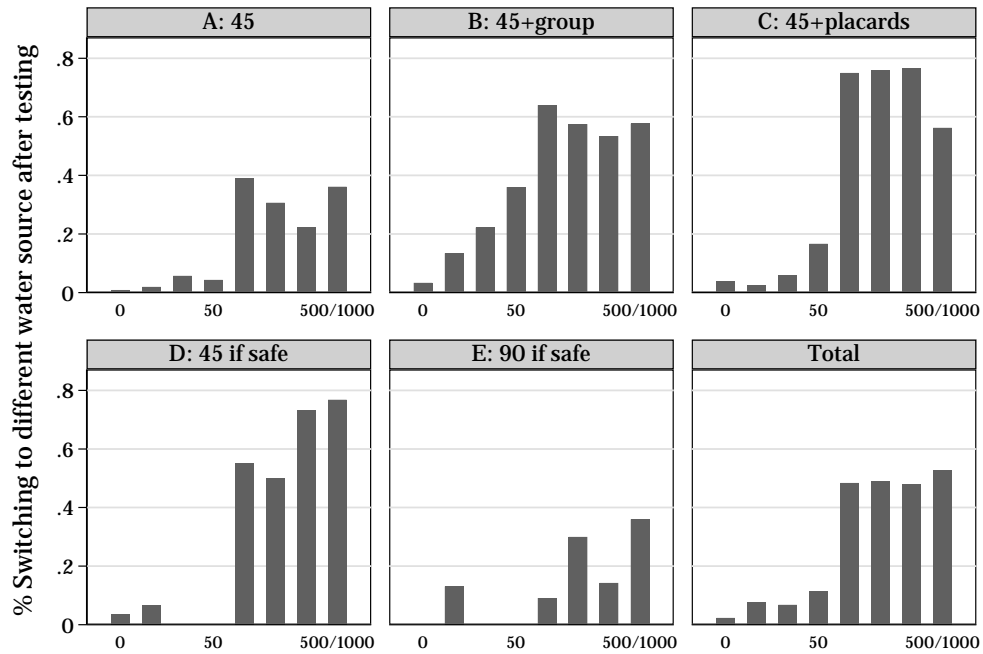 % Switching to different water source after testing
A: 45
B: 45+group
C: 45+placards
.8
.6
.4
.2
0
0 50 500/1000
0 50 500/1000
0 50 500/1000
D: 45 if safe
E: 90 if safe
Total
.8
.6
.4
.2
0
0 50 500/1000
0 50 500/1000
0 50 500/1000